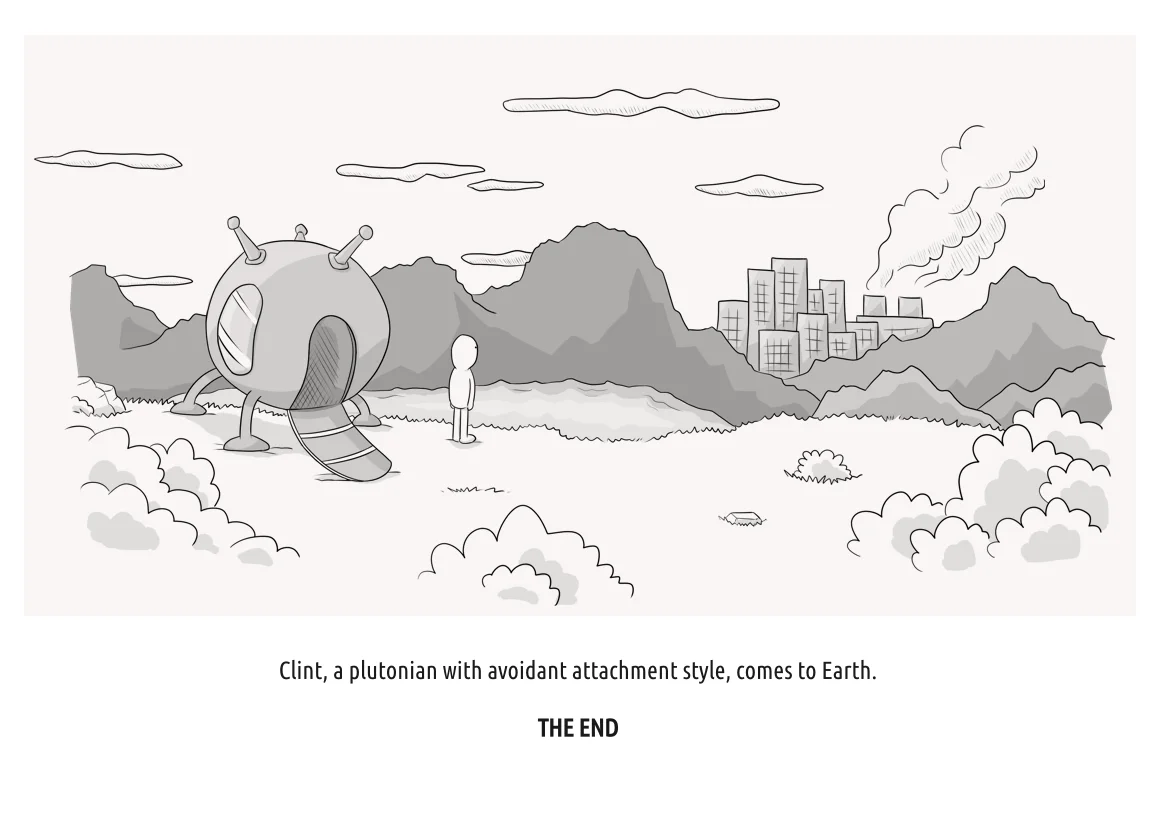 Clint, a plutonian with avoidant attachment style, comes to Earth.
THE END